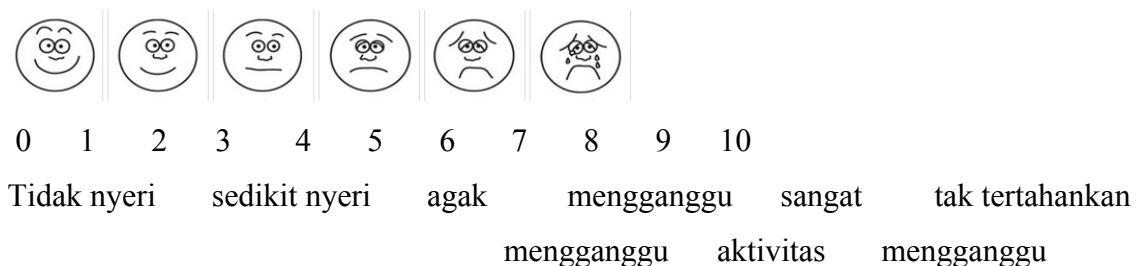 0 1 2 3 4 5 6 7 8 9 10
Tidak nyeri sedikit nyeri agak mengganggu sangat tak tertahankan
mengganggu aktivitas mengganggu